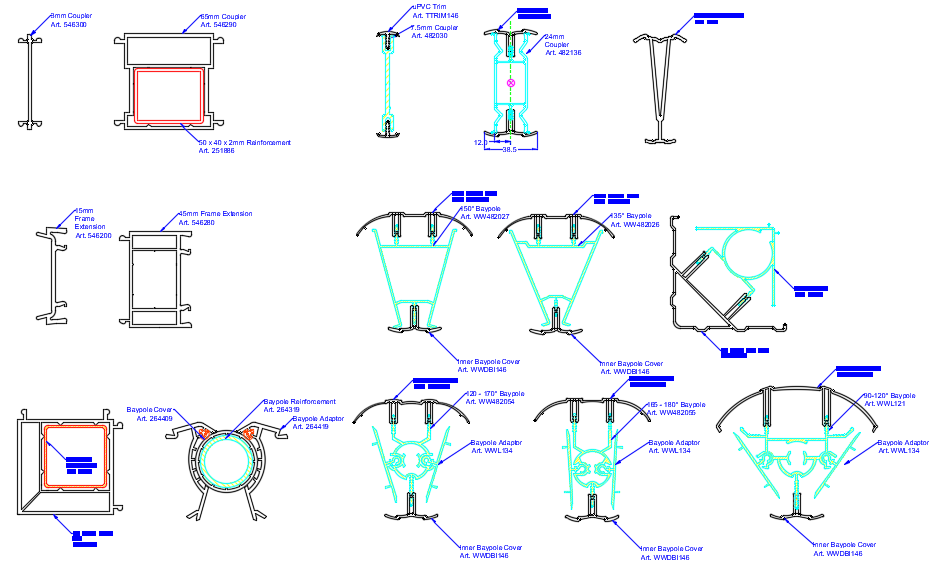 3mm Coupler
Art. 546300
65mm Coupler
Art. 546290
50 x 40 x 2mm Reinforcement
Art. 251886
uPVC Trim
Art. TTRIM146
7.5mm Coupler
Art. 482030
24mm
Coupler
Art. 482136
12.0
38.5
15mm
Frame
Extension
Art. 546200
45mm Frame Extension
Art. 546280
150° Baypole
Art. WW482027
Inner Baypole Cover
Art. WWDBI146
135° Baypole
Art. WW482026
Inner Baypole Cover
Art. WWDBI146
Baypole Cover
Art. 264409
Baypole Reinforcement
Art. 264319
Baypole Adaptor
Art. 264419
120 - 170° Baypole
Art. WW482054
Baypole Adaptor
Art. WWL134
Inner Baypole Cover
Art. WWDBI146
165 - 180° Baypole
Art. WW482055
Baypole Adaptor
Art. WWL134
Inner Baypole Cover
Art. WWDBI146
90-120° Baypole
Art. WWL121
Baypole Adaptor
Art. WWL134
Inner Baypole Cover
Art. WWDBI146